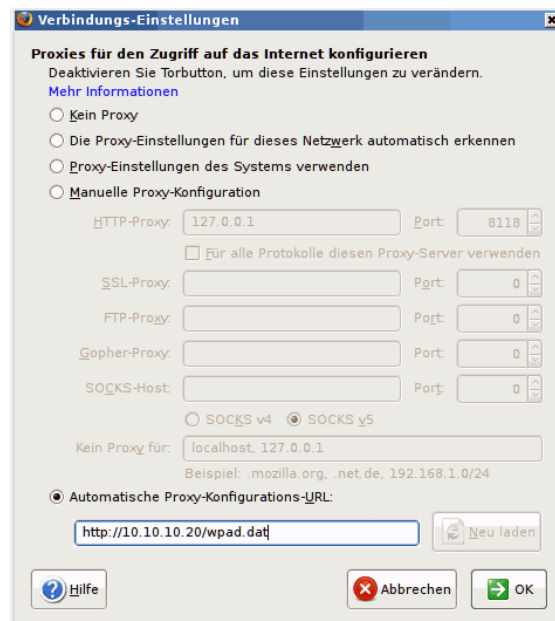 Verbindungs-Einstellungen
Proxies für den Zugriff auf das Internet konfigurieren
Deaktivieren Sie Torbutton, um diese Einstellungen zu verändern.
Mehr Informationen
Kein Proxy
Die Proxy-Einstellungen für dieses Netzwerk automatisch erkennen
Proxy-Einstellungen des Systems verwenden
Manuelle Proxy-Konfiguration
HTTP-Proxy: 127.0.0.1 Port: 8118
Für alle Protokolle diesen Proxy-Server verwenden
SSL-Proxy: Port: 0
FTP-Proxy: Port: 0
Gopher-Proxy: Port: 0
SOCKS-Host: Port: 0
SOCKS v4 SOCKS v5
Kein Proxy für: localhost, 127.0.0.1
Beispiel: .mozilla.org, .net.de, 192.168.1.0/24
Automatische Proxy-Konfigurations-URL:
http://10.10.10.20/wpad.dat Neu laden
Hilfe Abbrechen OK